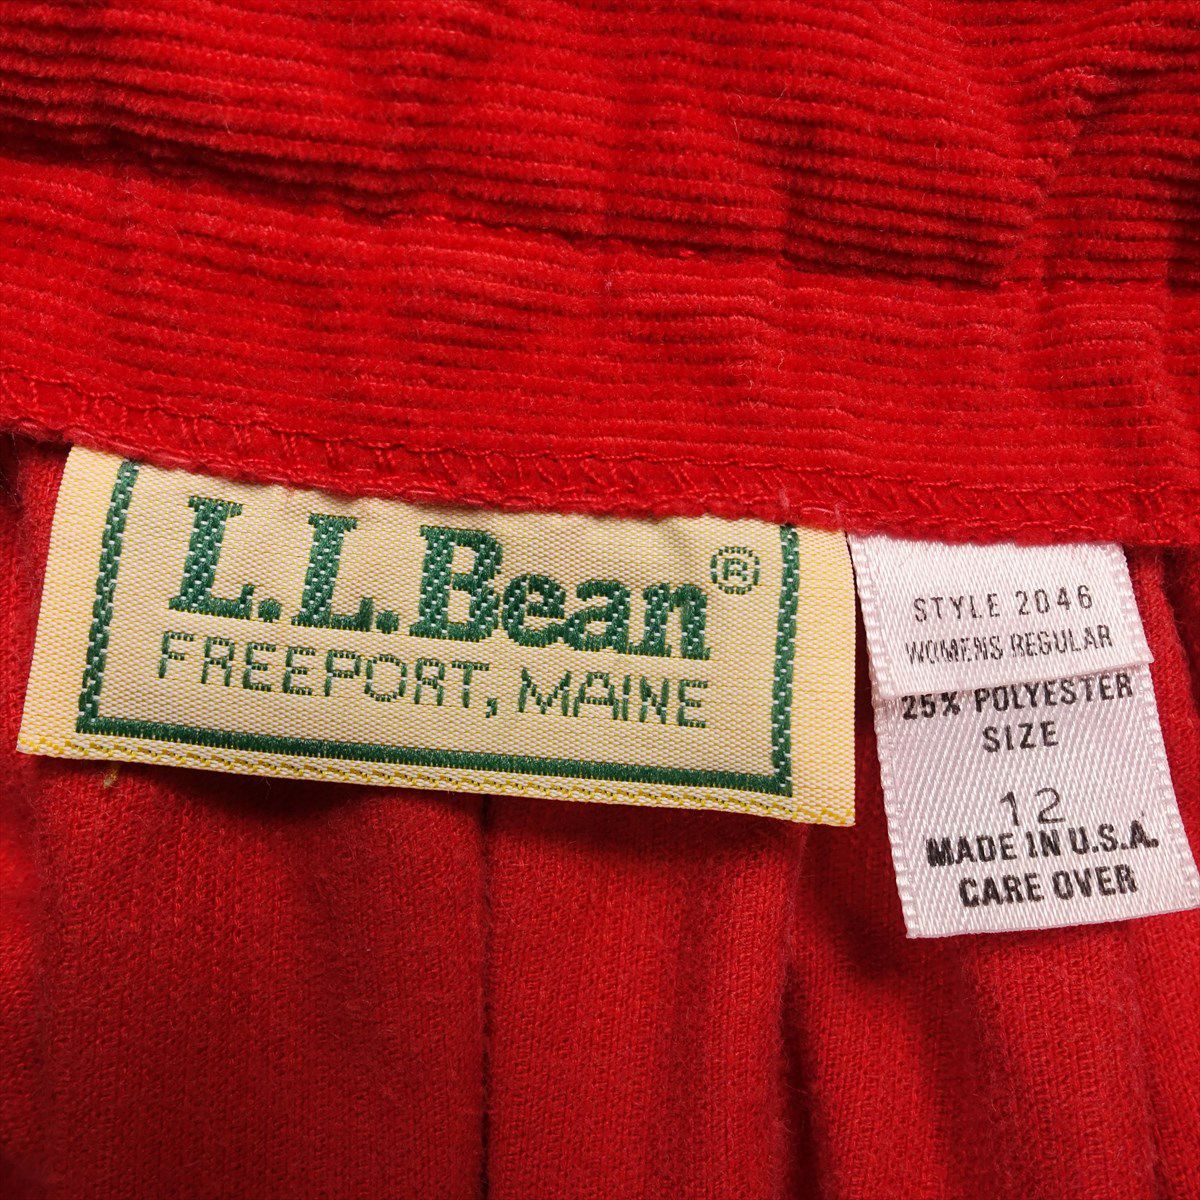 L.L.Bean®
FREEPORT, MAINE
STYLE 2046
WOMENS REGULAR
25% POLYESTER
SIZE
12
MADE IN U.S.A.
CARE OVER